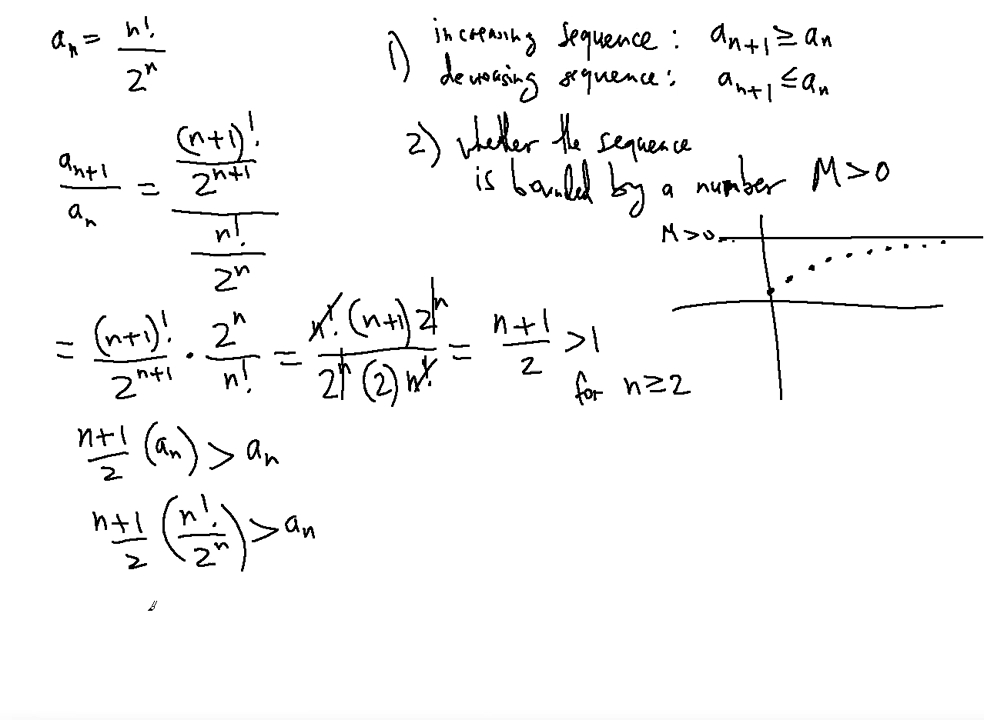 a_n = n!/2^n
a_{n+1}/a_n = ((n+1)!/2^{n+1})/(n!/2^n)
= (n+1)!/2^{n+1} · 2^n/n! = n!(n+1)2^n/2^n(2)n! = n+1/2 > 1
for n ≥ 2
n+1/2 (a_n) > a_n
n+1/2 (n!/2^n) > a_n
1) increasing sequence: a_{n+1} ≥ a_n
decreasing sequence: a_{n+1} ≤ a_n
2) whether the sequence
is bounded by a number M > 0
M > 0